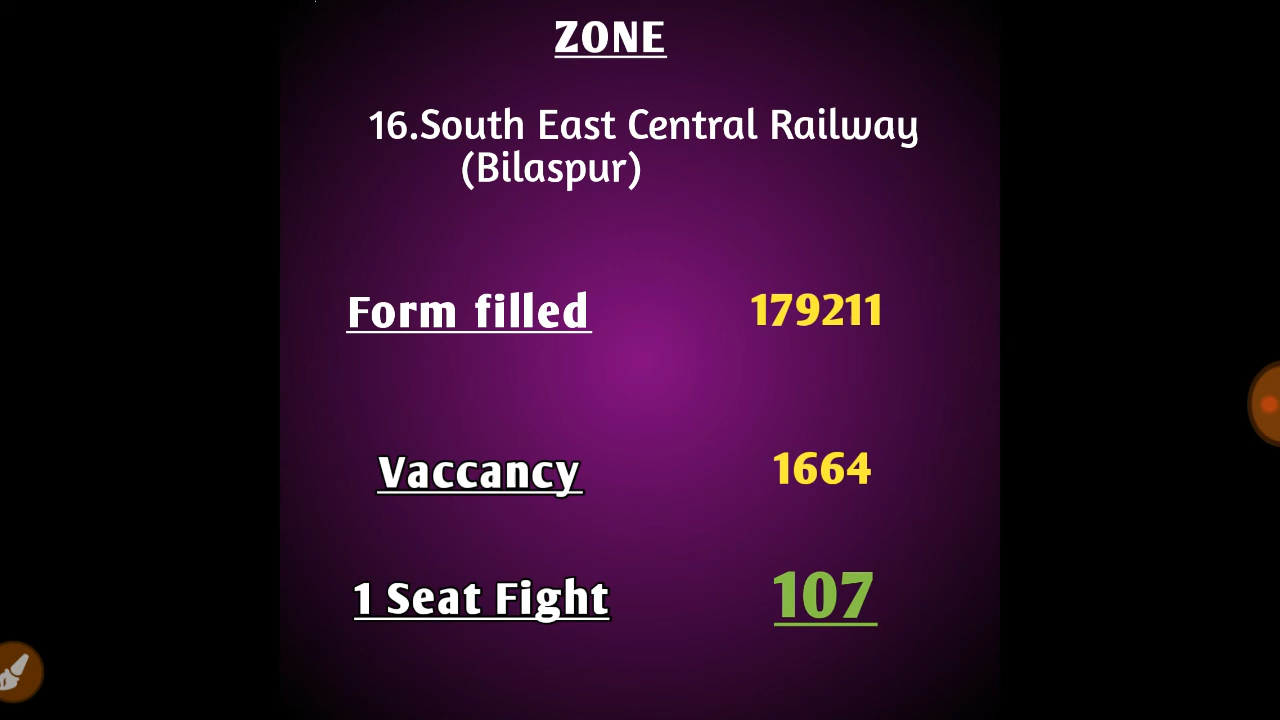 ZONE
16.South East Central Railway
(Bilaspur)
Form filled 179211
Vaccancy 1664
1 Seat Fight 107